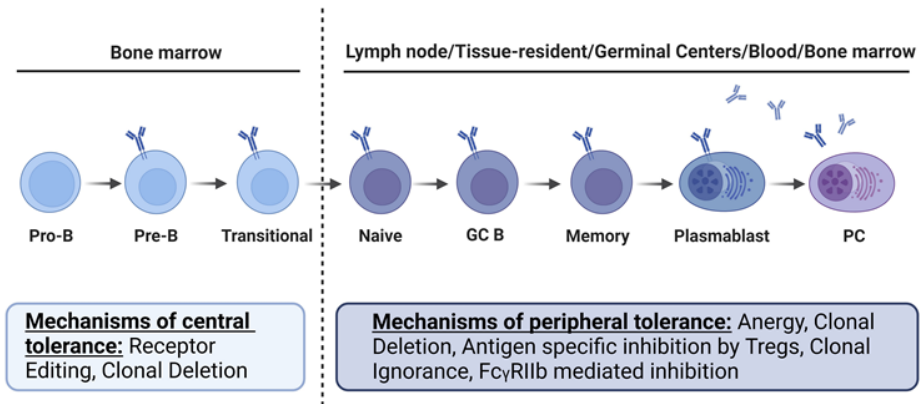 Bone marrow
Lymph node/Tissue-resident/Germinal Centers/Blood/Bone marrow
Pro-B
Pre-B
Transitional
Naive
GC B
Memory
Plasmablast
PC
Mechanisms of central
tolerance: Receptor
Editing, Clonal Deletion
Mechanisms of peripheral tolerance: Anergy, Clonal
Deletion, Antigen specific inhibition by Tregs, Clonal
Ignorance, FcγRIIb mediated inhibition